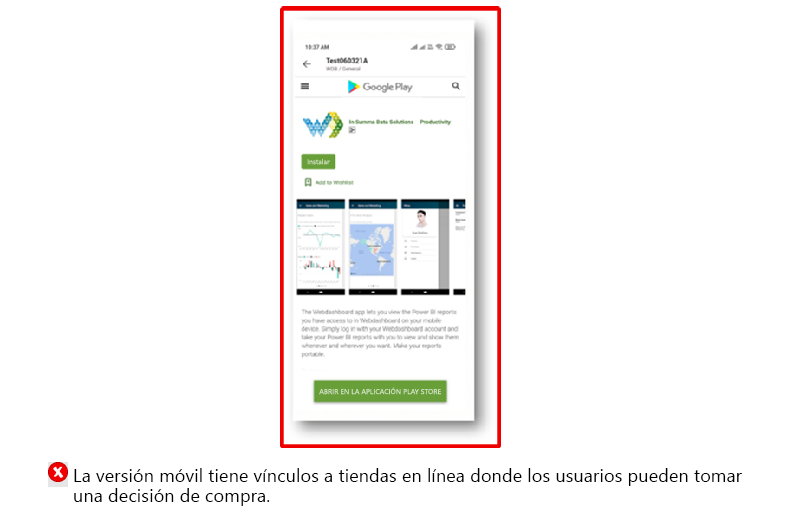 10:37 AM
Test060321A
WDB / General
Google Play
In-Summa Data Solutions Productivity
Instalar
Add to Wishlist
The Webdashboard app lets you view the Power BI reports
you have access to in Webdashboard on your mobile
device. Simply log in with your Webdashboard account and
take your Power BI reports with you to view and show them
whenever and wherever you want. Make your reports
portable.
ABRIR EN LA APLICACIÓN PLAY STORE
La versión móvil tiene vínculos a tiendas en línea donde los usuarios pueden tomar
una decisión de compra.